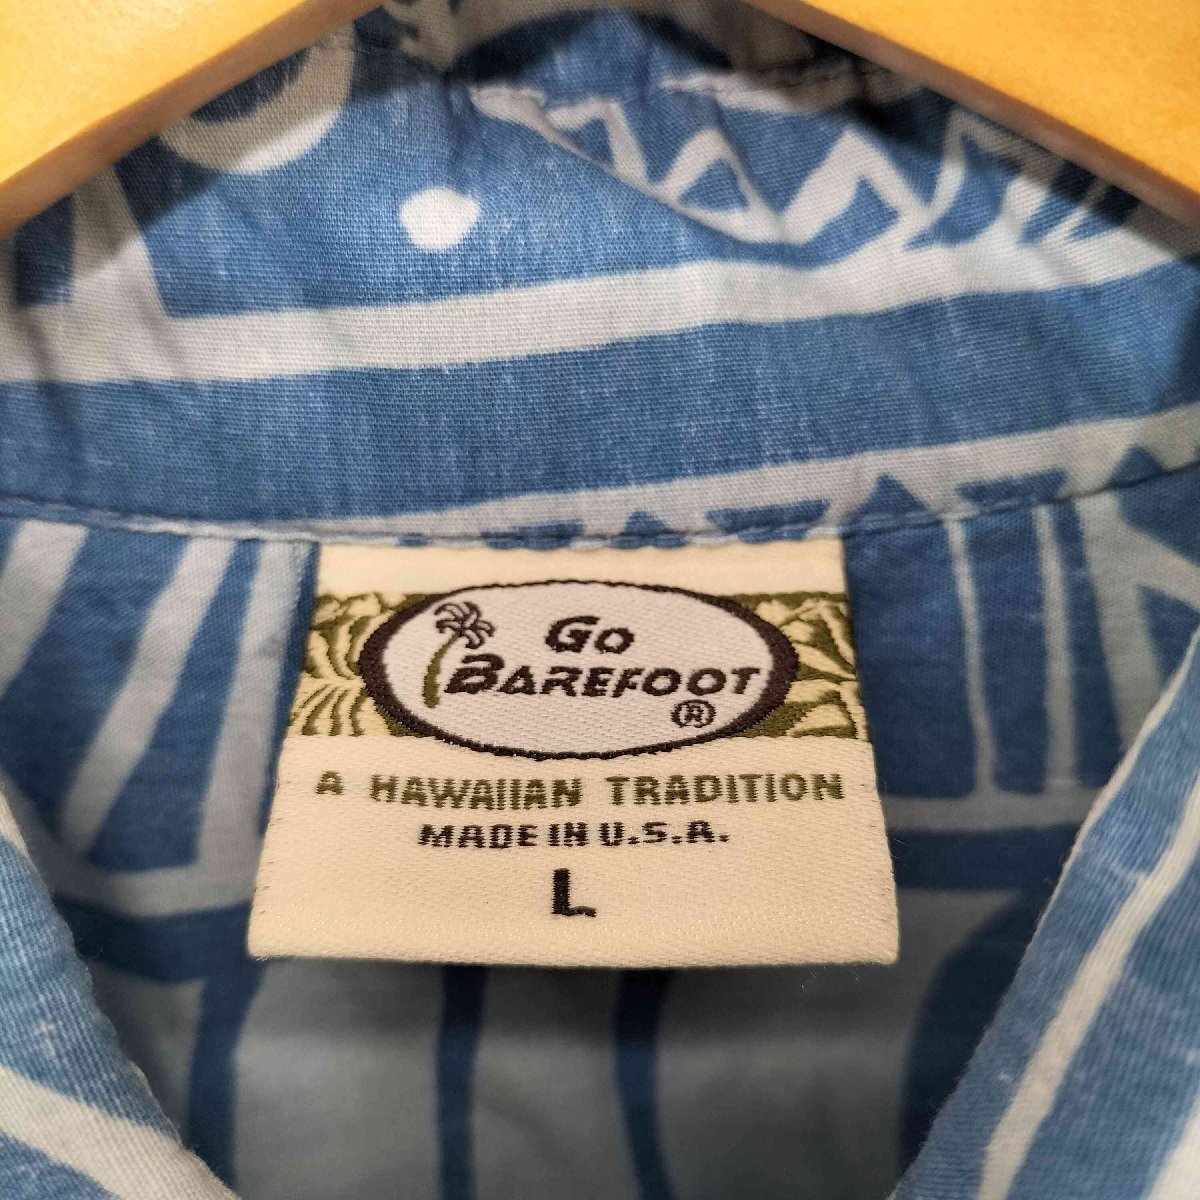 GO
BAREFOOT
®
A HAWAIIAN TRADITION
MADE IN U.S.A.
L